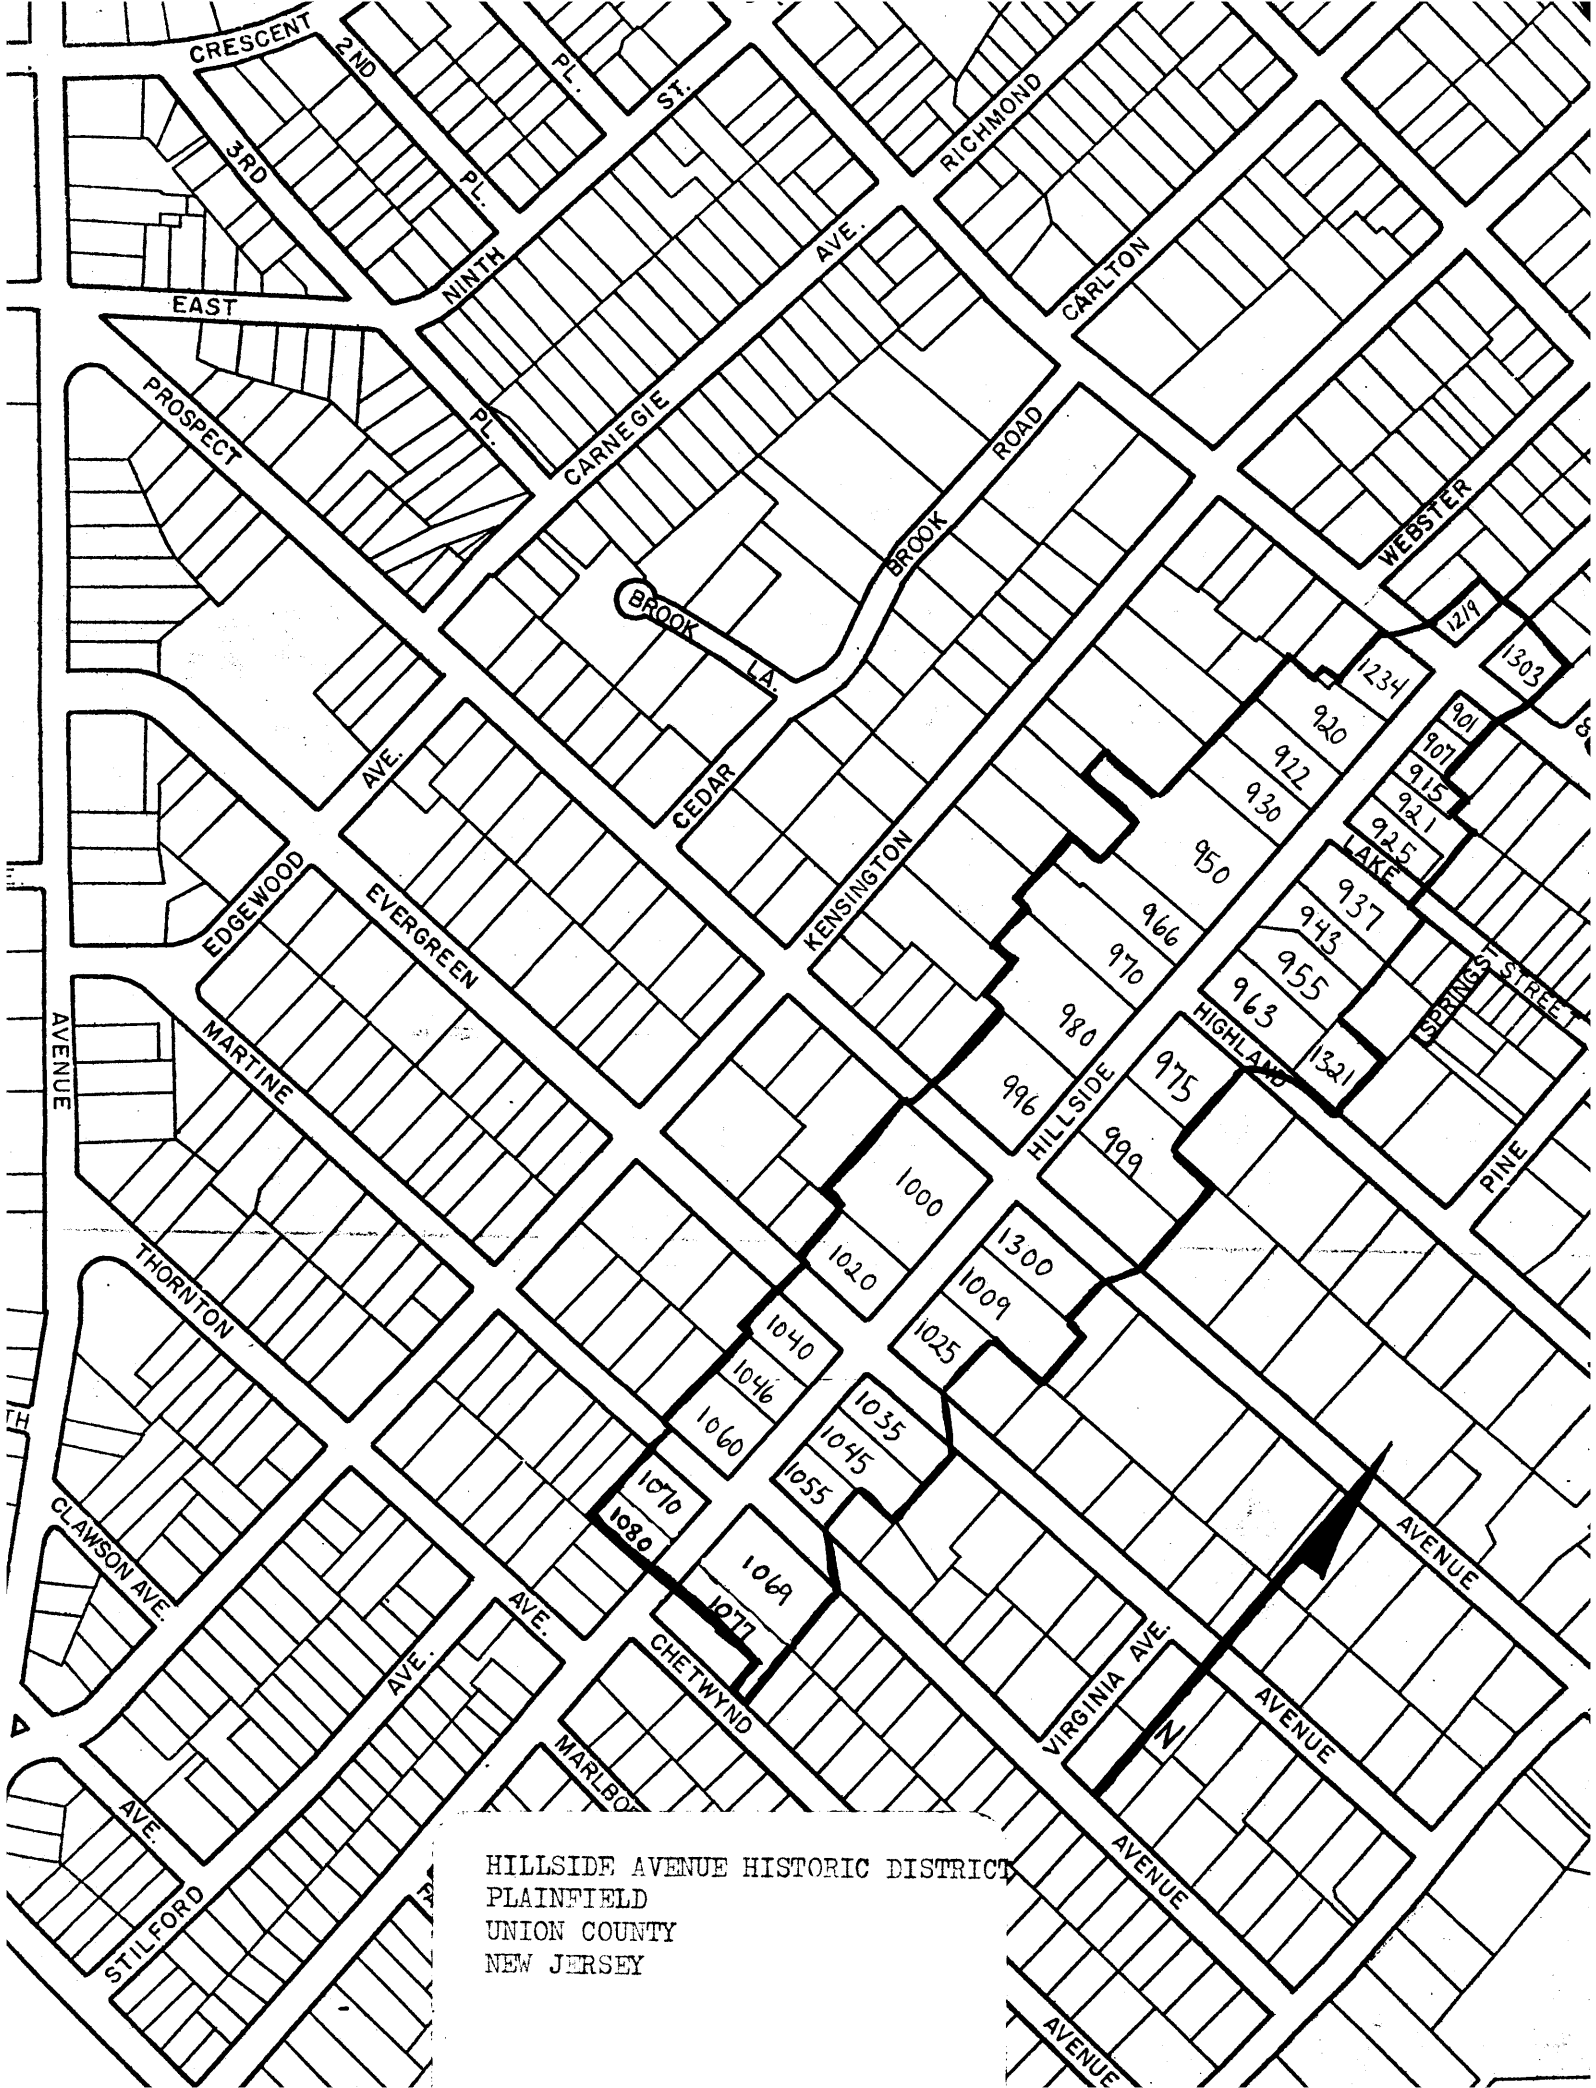 CRESCENT
2ND
PL.
PL.
ST.
RICHMOND
3RD
NINTH
AVE.
CARLTON
EAST
PROSPECT
PL.
CARNEGIE
ROAD
WEBSTER
BROOK
BROOK
LA.
1219
1303
1234
920
901
907
922
915
930
921
925
AVE.
CEDAR
950
LAKE
937
KENSINGTON
EDGEWOOD
EVERGREEN
966
943
970
955
STREET
SPRING ST
963
980
HIGHLAND
1321
AVENUE
MARTINE
996
HILLSIDE
975
999
PINE
1000
THORNTON
1020
1300
1009
1040
1025
1046
1035
TH
1060
1045
1055
1070
1080
CLAWSON AVE.
AVENUE
1069
1077
AVE.
CHETWYND
AVE.
VIRGINIA AVE.
N
AVENUE
MARLBO
AVE.
STILFORD
AVENUE
AVENUE
HILLSIDE AVENUE HISTORIC DISTRICT
PLAINFIELD
UNION COUNTY
NEW JERSEY